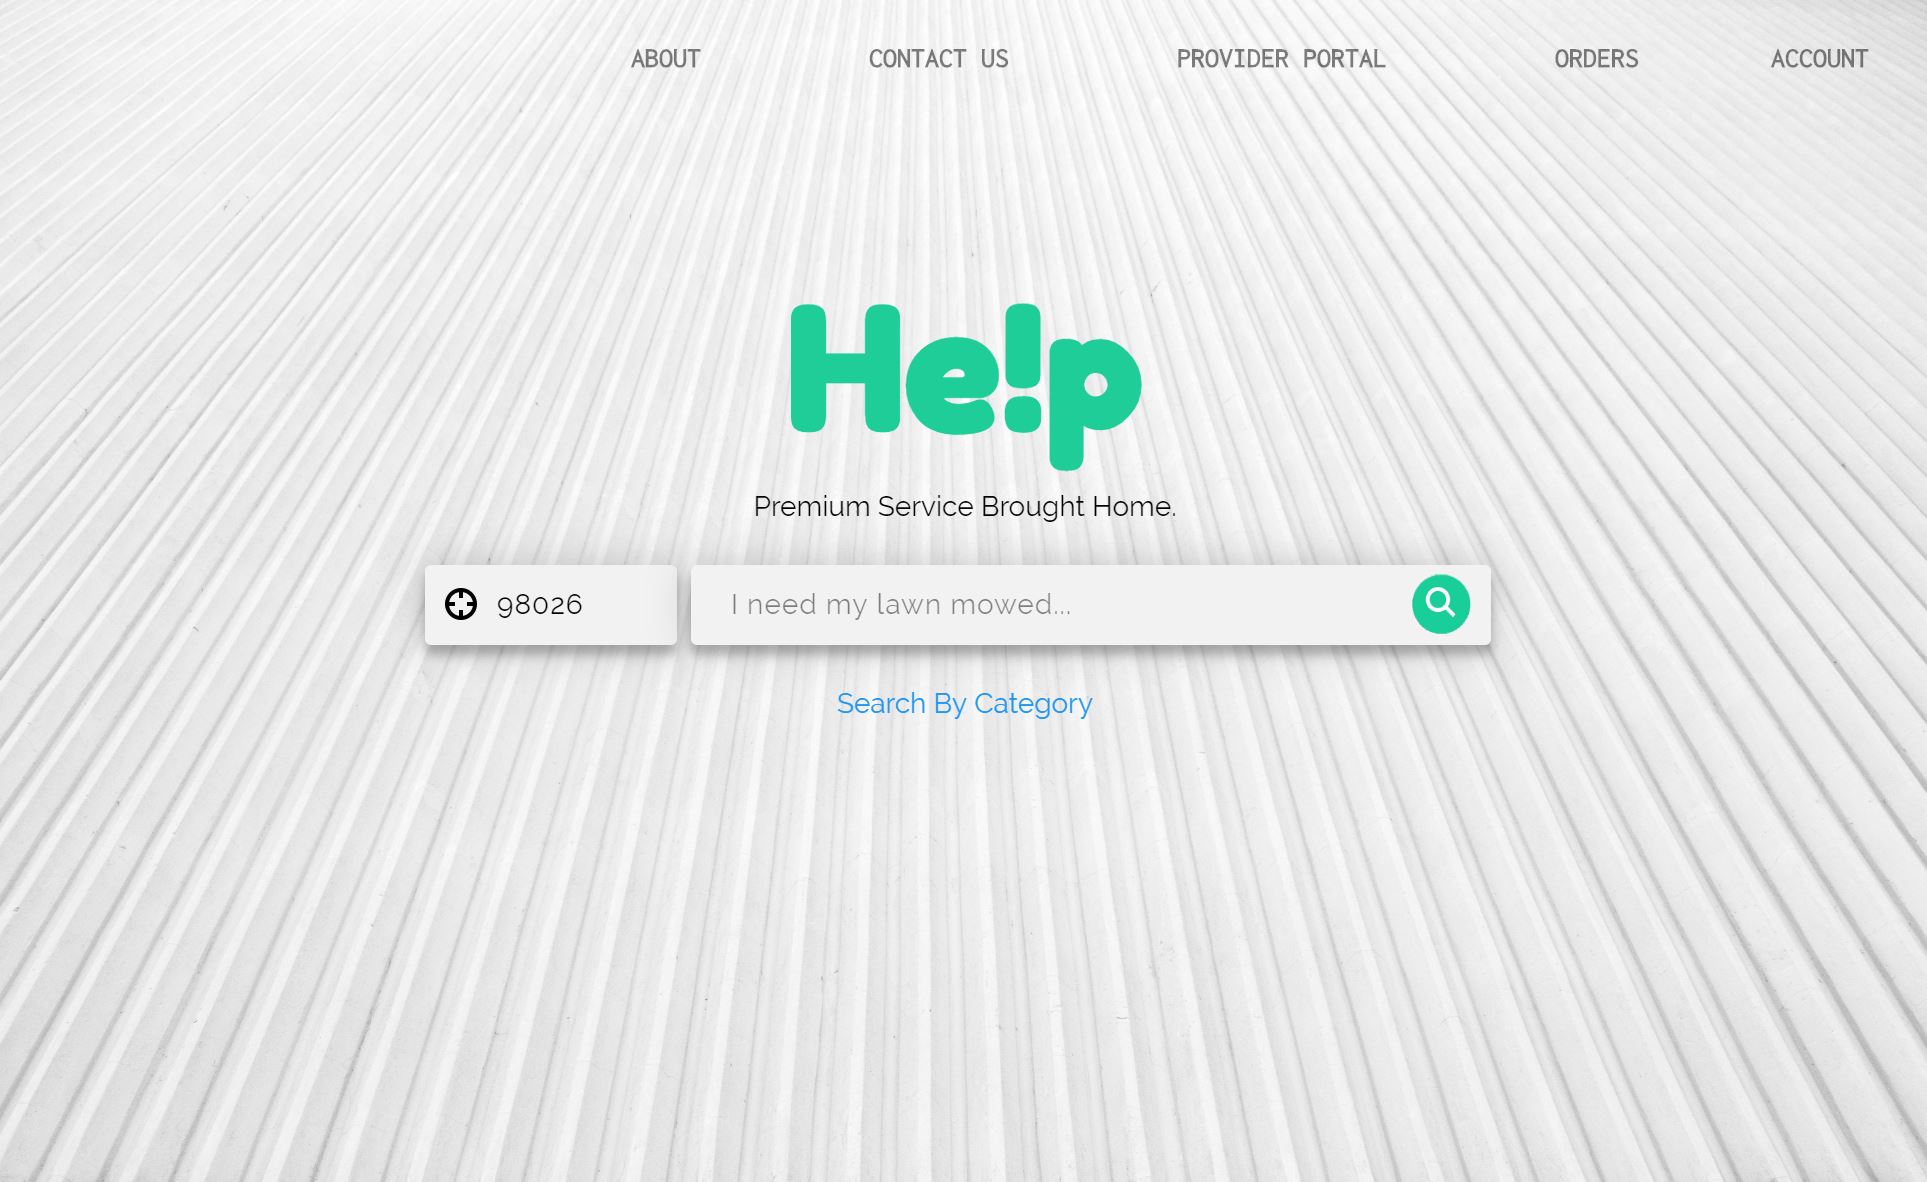 ABOUT CONTACT US PROVIDER PORTAL ORDERS ACCOUNT
He!p
Premium Service Brought Home.
98026 I need my lawn mowed...
Search By Category